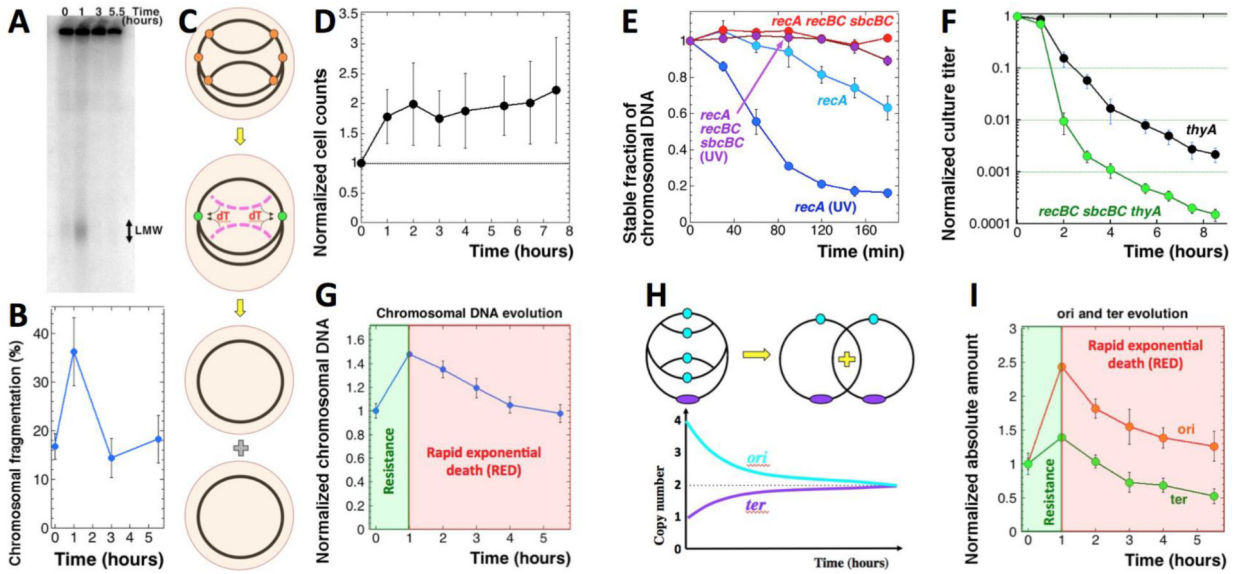 A
0 1 3 5.5 Time
(hours)
LMW
B
Chromosomal fragmentation (%)
40
30
20
10
0
0 1 2 3 4 5
Time (hours)
C
dT dT
D
Normalized cell counts
3
2.5
2
1.5
1
0.5
0
0 1 2 3 4 5 6 7 8
Time (hours)
E
Stable fraction of
chromosomal DNA
1
0.8
0.6
0.4
0.2
0
recA recBC sbcBC
recA
recA
recBC
sbcBC
(UV)
recA (UV)
0 40 80 120 160
Time (min)
F
Normalized culture titer
1
0.1
0.01
0.001
0.0001
thyA
recBC sbcBC thyA
0 2 4 6 8
Time (hours)
G
Chromosomal DNA evolution
Normalized chromosomal DNA
1.6
1.4
1.2
1
0.8
0.6
0.4
0.2
0
Resistance
Rapid exponential
death (RED)
0 1 2 3 4 5
Time (hours)
H
Copy number
4
3
2
1
0
ori
ter
Time (hours)
I
ori and ter evolution
Normalized absolute amount
3
2.5
2
1.5
1
0.5
0
Resistance
Rapid exponential
death (RED)
ori
ter
0 1 2 3 4 5
Time (hours)